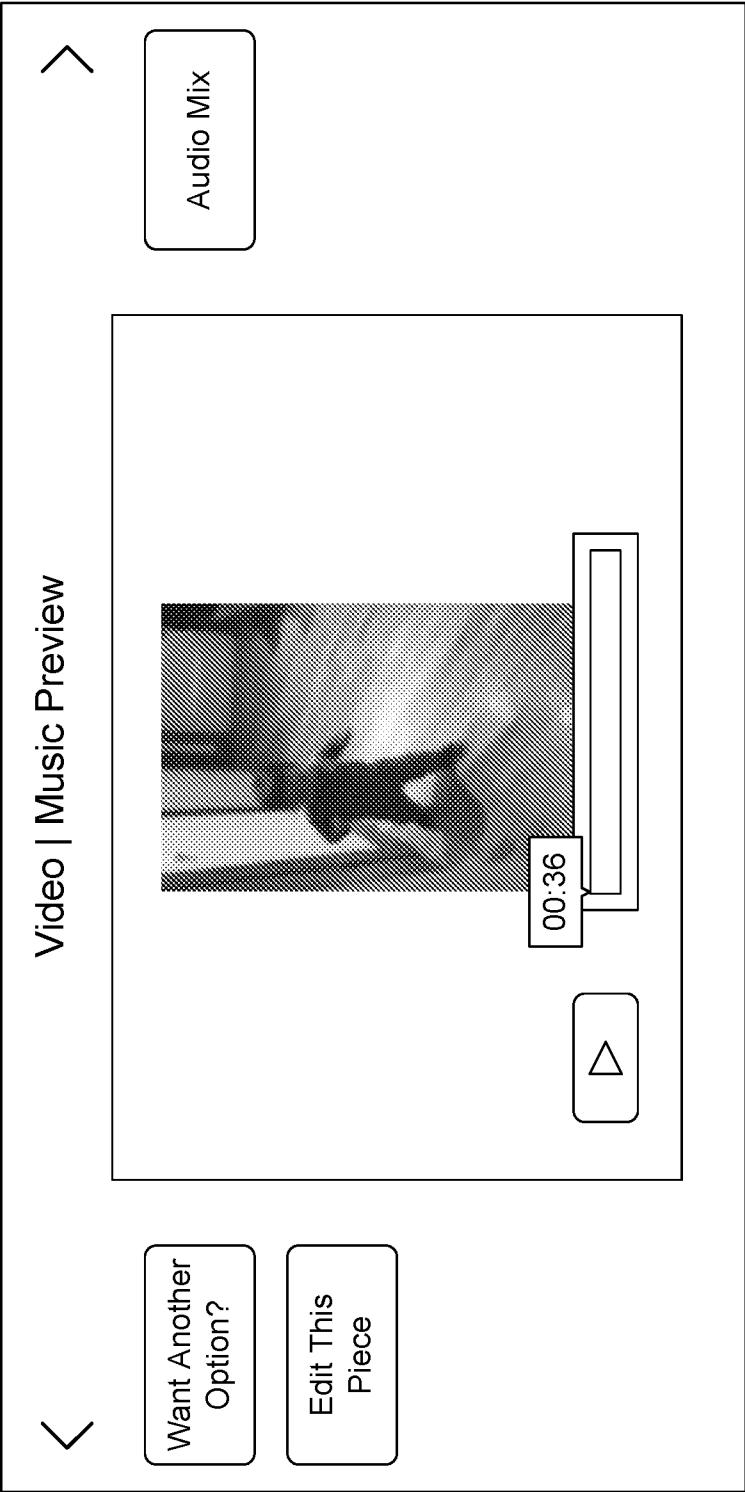 Video | Music Preview
Want Another
Option?
Edit This
Piece
Audio Mix
00:36